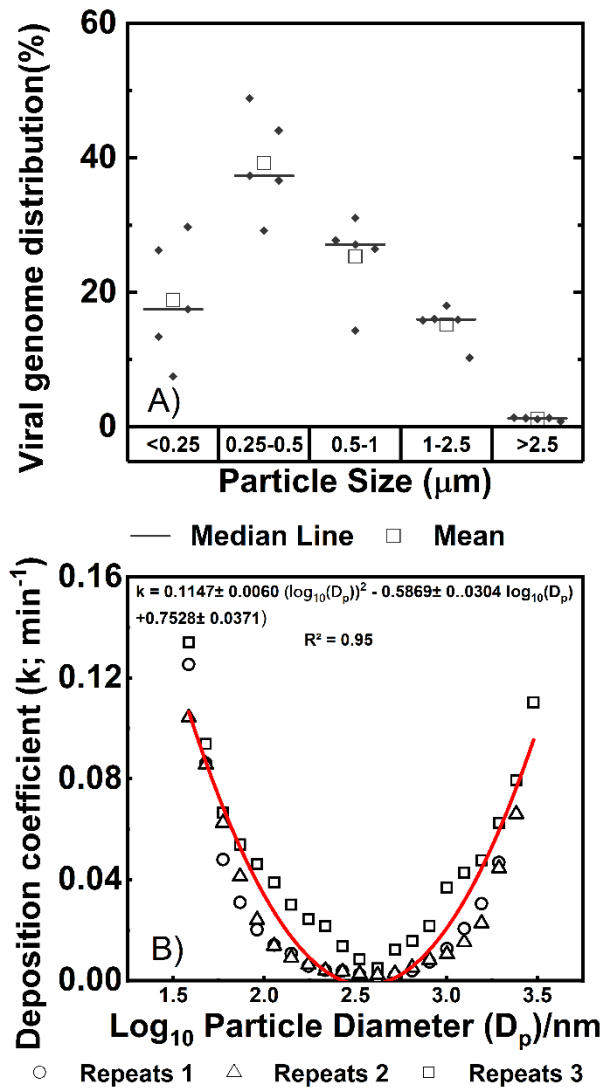 60
40
20
0
Viral genome distribution(%)
A)
<0.25 0.25-0.5 0.5-1 1-2.5 >2.5
Particle Size (μm)
Median Line Mean
0.16
0.12
0.08
0.04
0.00
Deposition coefficient (k; min⁻¹)
k = 0.1147± 0.0060 (log₁₀(Dₚ))² - 0.5869± 0..0304 log₁₀(Dₚ)
+0.7528± 0.0371)
R² = 0.95
B)
1.5 2.0 2.5 3.0 3.5
Log₁₀ Particle Diameter (Dₚ)/nm
Repeats 1 Repeats 2 Repeats 3